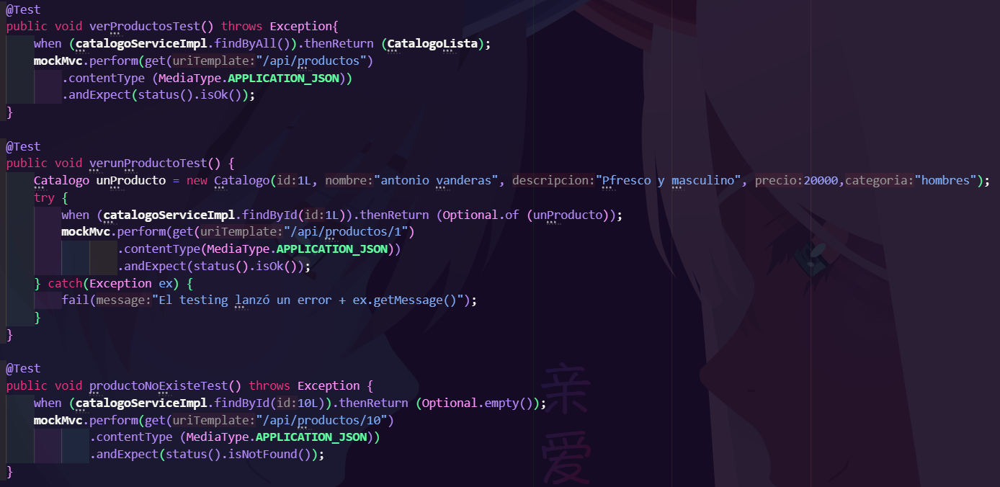 @Test
public void verProductosTest() throws Exception{
when (catalogoServiceImpl.findByAll()).thenReturn (CatalogoLista);
mockMvc.perform(get(uriTemplate:"/api/productos")
.contentType (MediaType.APPLICATION_JSON))
.andExpect(status().isOk());
}
@Test
public void verunProductoTest() {
Catalogo unProducto = new Catalogo(id:1L, nombre:"antonio vanderas", descripcion:"Pfresco y masculino", precio:20000,categoria:"hombres");
try {
when (catalogoServiceImpl.findById(id:1L)).thenReturn (Optional.of (unProducto));
mockMvc.perform(get(uriTemplate:"/api/productos/1")
.contentType(MediaType.APPLICATION_JSON))
.andExpect(status().isOk());
} catch(Exception ex) {
fail(message:"El testing lanzó un error + ex.getMessage()");
}
}
@Test
public void productoNoExisteTest() throws Exception {
when (catalogoServiceImpl.findById(id:10L)).thenReturn (Optional.empty());
mockMvc.perform(get(uriTemplate:"/api/productos/10")
.contentType (MediaType.APPLICATION_JSON))
.andExpect(status().isNotFound());
}
亲
爱